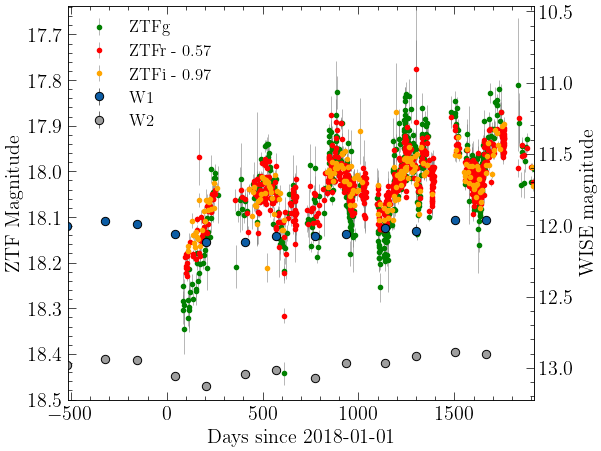 ZTFg
ZTFr - 0.57
ZTFi - 0.97
W1
W2
17.7
17.8
17.9
18.0
18.1
18.2
18.3
18.4
18.5
ZTF Magnitude
10.5
11.0
11.5
12.0
12.5
13.0
WISE magnitude
−500
0
500
1000
1500
Days since 2018-01-01